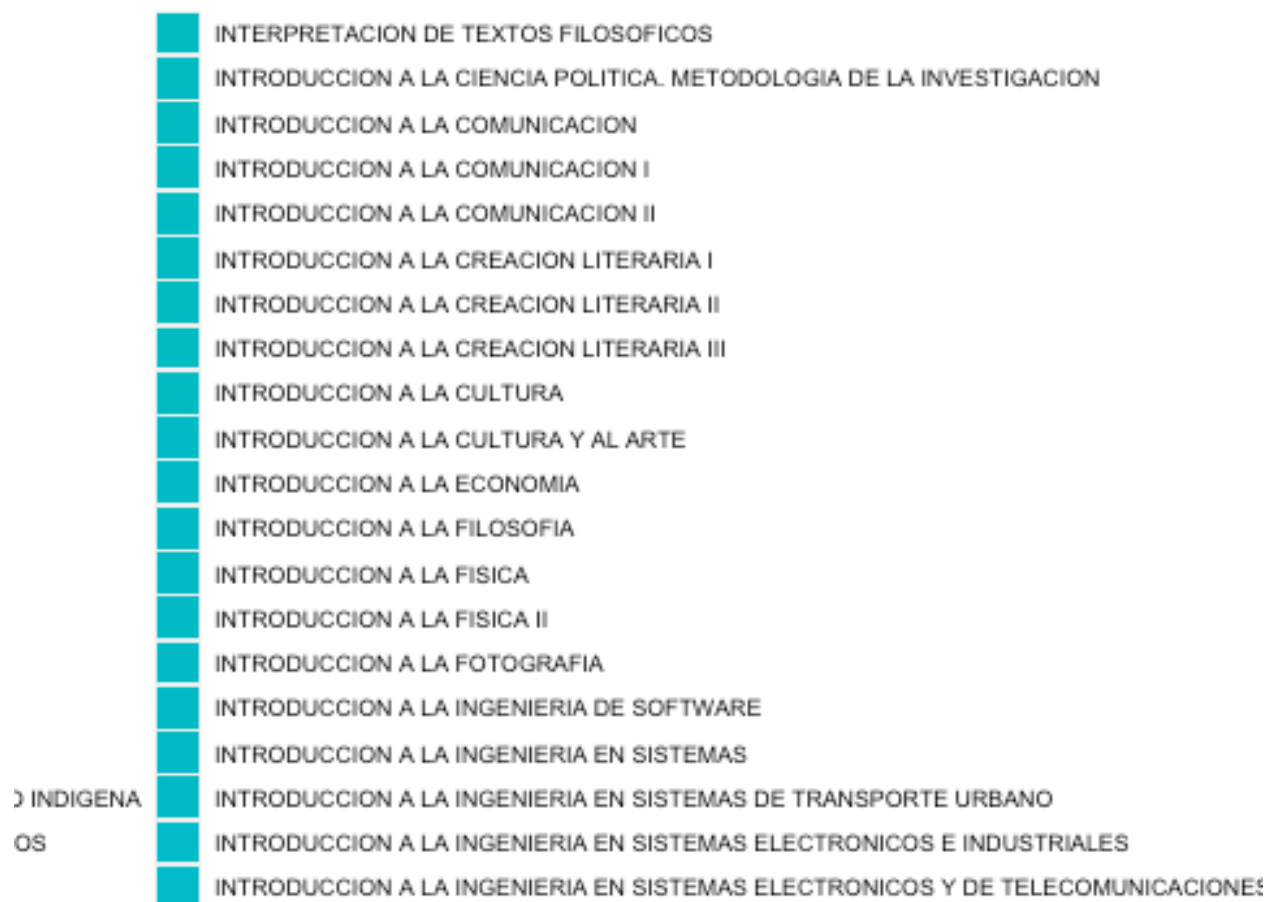 INTERPRETACION DE TEXTOS FILOSOFICOS
INTRODUCCION A LA CIENCIA POLITICA. METODOLOGIA DE LA INVESTIGACION
INTRODUCCION A LA COMUNICACION
INTRODUCCION A LA COMUNICACION I
INTRODUCCION A LA COMUNICACION II
INTRODUCCION A LA CREACION LITERARIA I
INTRODUCCION A LA CREACION LITERARIA II
INTRODUCCION A LA CREACION LITERARIA III
INTRODUCCION A LA CULTURA
INTRODUCCION A LA CULTURA Y AL ARTE
INTRODUCCION A LA ECONOMIA
INTRODUCCION A LA FILOSOFIA
INTRODUCCION A LA FISICA
INTRODUCCION A LA FISICA II
INTRODUCCION A LA FOTOGRAFIA
INTRODUCCION A LA INGENIERIA DE SOFTWARE
INTRODUCCION A LA INGENIERIA EN SISTEMAS
INDIGENA INTRODUCCION A LA INGENIERIA EN SISTEMAS DE TRANSPORTE URBANO
OS INTRODUCCION A LA INGENIERIA EN SISTEMAS ELECTRONICOS E INDUSTRIALES
INTRODUCCION A LA INGENIERIA EN SISTEMAS ELECTRONICOS Y DE TELECOMUNICACIONES